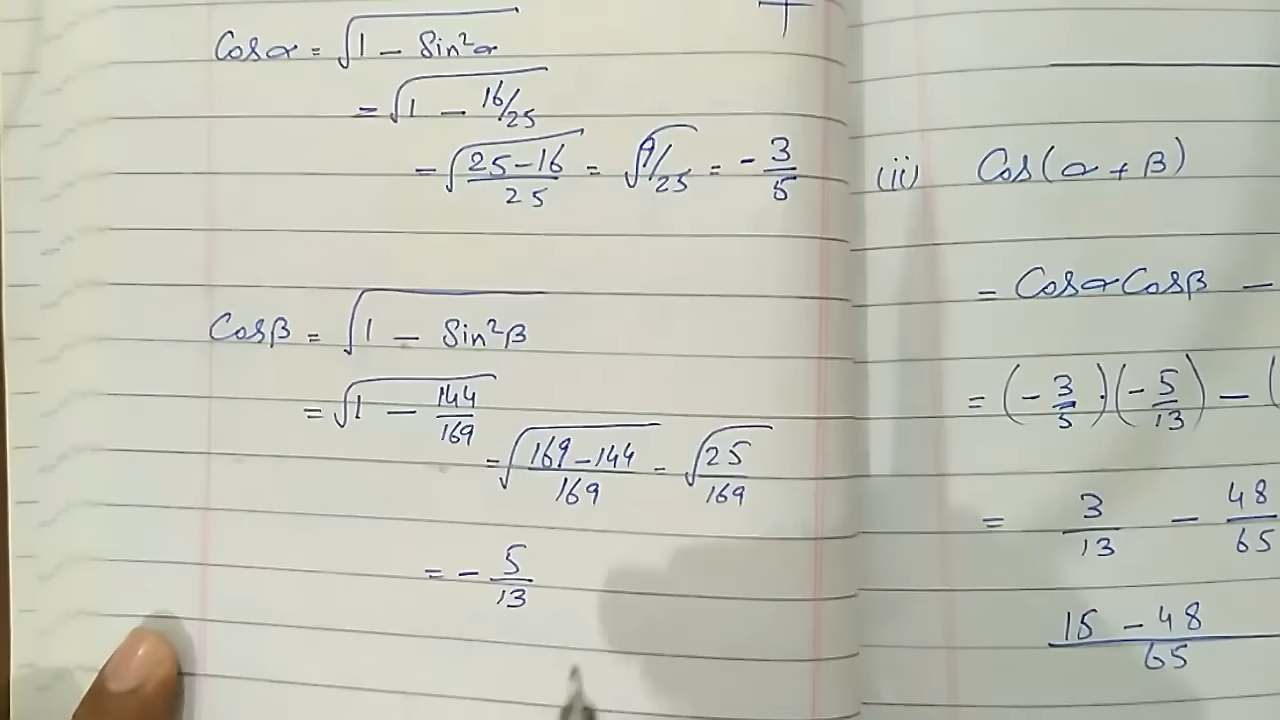 Cosα = √1 − Sin²α
= √1 − 16/25
= √25−16/25 = √9/25 = −3/5
Cosβ = √1 − Sin²β
= √1 − 144/169
= √169−144/169 = √25/169
= −5/13
(ii) Cos(α+β)
= CosαCosβ −
= (−3/5)·(−5/13) − (
= 3/13 − 48/65
15 − 48/65